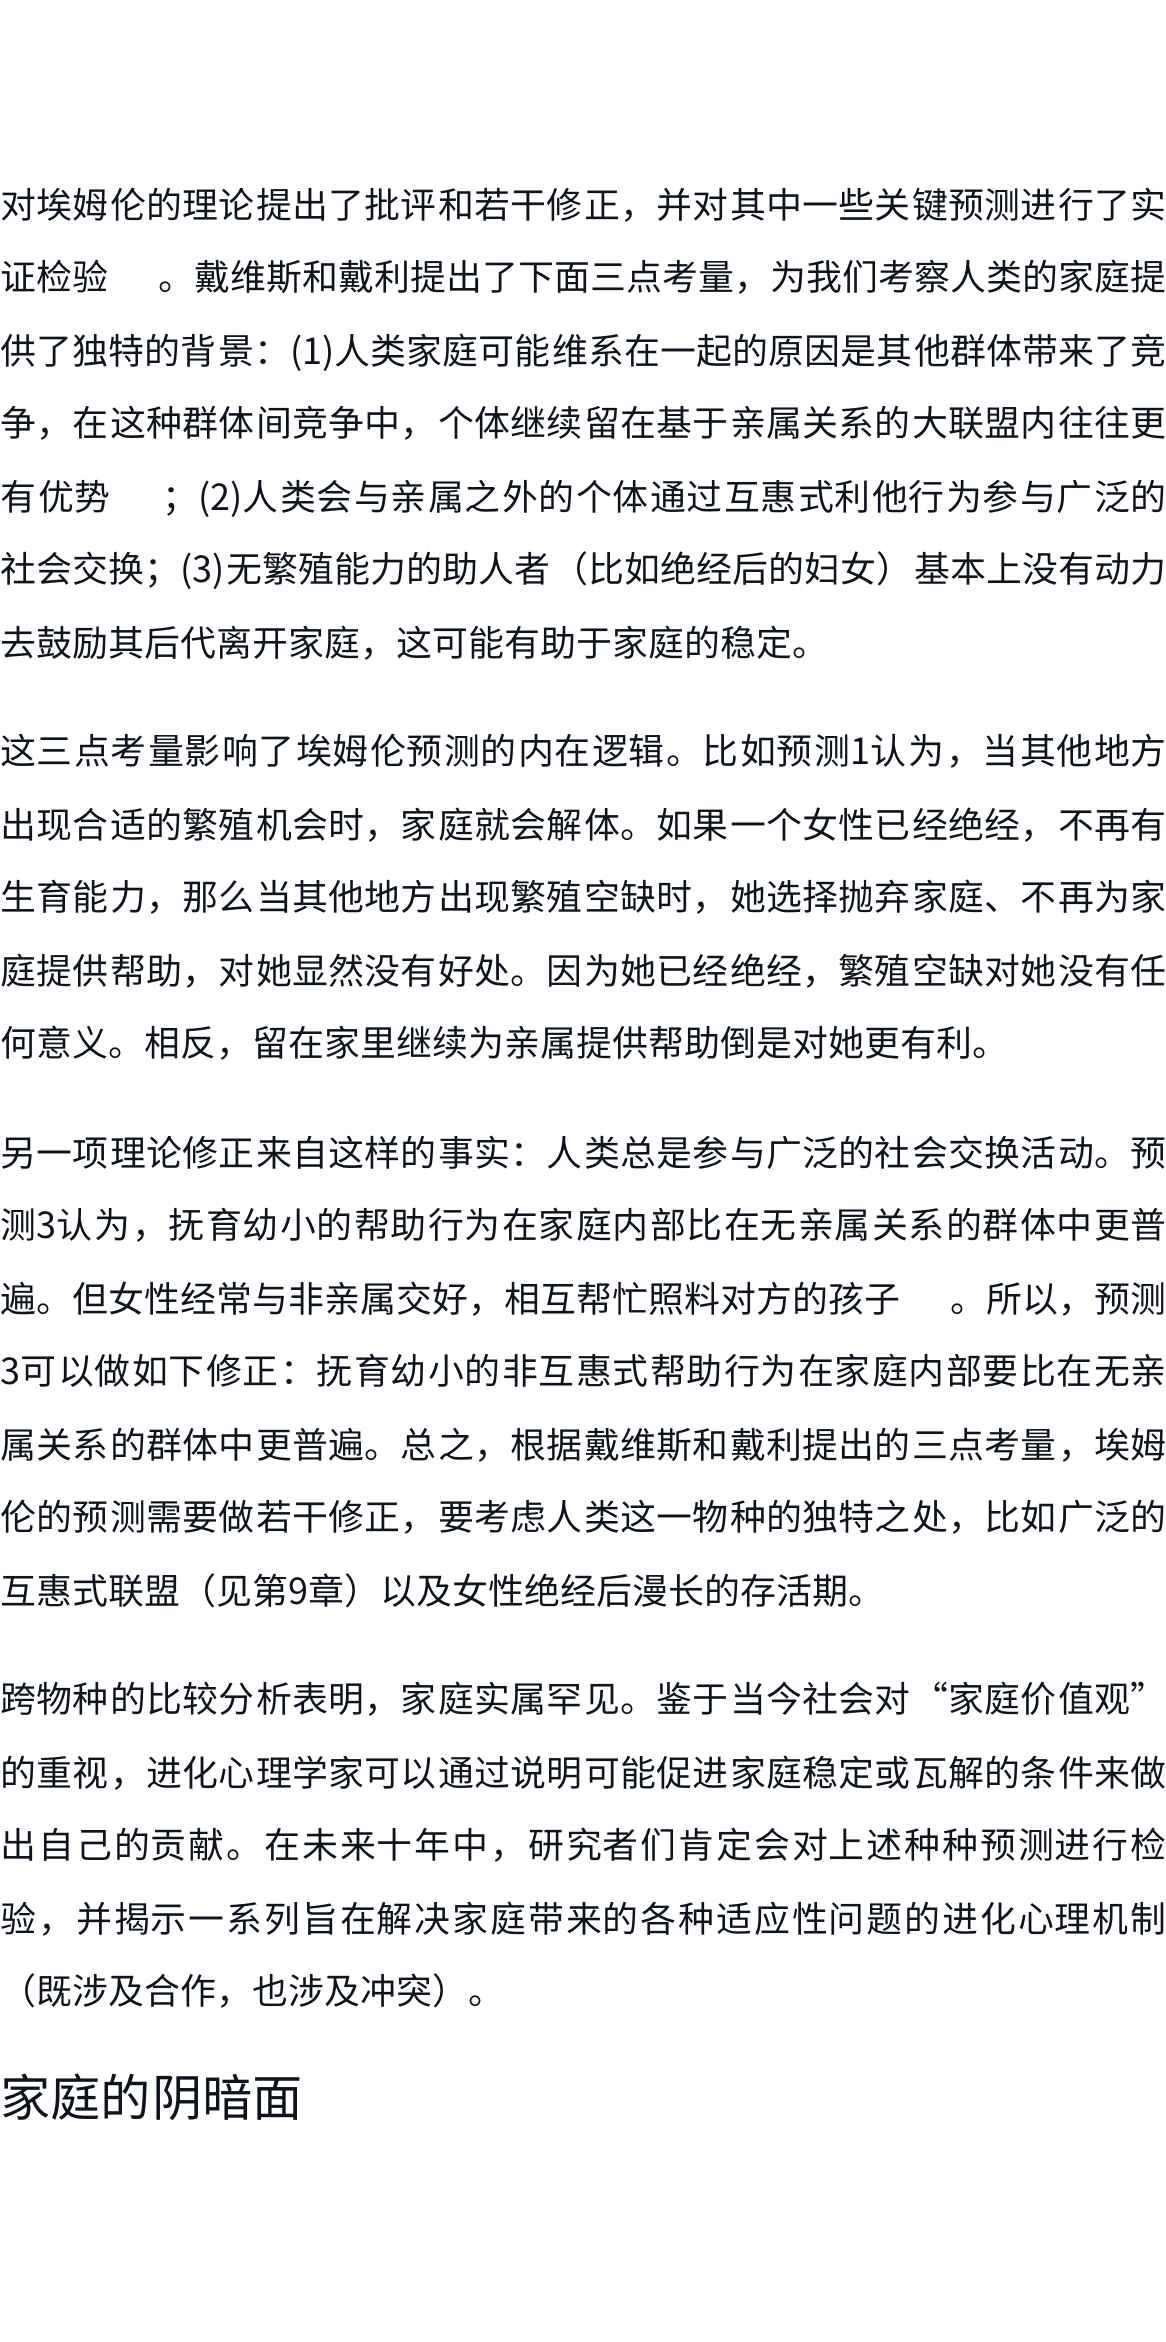 对埃姆伦的理论提出了批评和若干修正，并对其中一些关键预测进行了实
证检验　。戴维斯和戴利提出了下面三点考量，为我们考察人类的家庭提
供了独特的背景：(1)人类家庭可能维系在一起的原因是其他群体带来了竞
争，在这种群体间竞争中，个体继续留在基于亲属关系的大联盟内往往更
有优势　；(2)人类会与亲属之外的个体通过互惠式利他行为参与广泛的
社会交换；(3)无繁殖能力的助人者（比如绝经后的妇女）基本上没有动力
去鼓励其后代离开家庭，这可能有助于家庭的稳定。
这三点考量影响了埃姆伦预测的内在逻辑。比如预测1认为，当其他地方
出现合适的繁殖机会时，家庭就会解体。如果一个女性已经绝经，不再有
生育能力，那么当其他地方出现繁殖空缺时，她选择抛弃家庭、不再为家
庭提供帮助，对她显然没有好处。因为她已经绝经，繁殖空缺对她没有任
何意义。相反，留在家里继续为亲属提供帮助倒是对她更有利。
另一项理论修正来自这样的事实：人类总是参与广泛的社会交换活动。预
测3认为，抚育幼小的帮助行为在家庭内部比在无亲属关系的群体中更普
遍。但女性经常与非亲属交好，相互帮忙照料对方的孩子　。所以，预测
3可以做如下修正：抚育幼小的非互惠式帮助行为在家庭内部要比在无亲
属关系的群体中更普遍。总之，根据戴维斯和戴利提出的三点考量，埃姆
伦的预测需要做若干修正，要考虑人类这一物种的独特之处，比如广泛的
互惠式联盟（见第9章）以及女性绝经后漫长的存活期。
跨物种的比较分析表明，家庭实属罕见。鉴于当今社会对“家庭价值观”
的重视，进化心理学家可以通过说明可能促进家庭稳定或瓦解的条件来做
出自己的贡献。在未来十年中，研究者们肯定会对上述种种预测进行检
验，并揭示一系列旨在解决家庭带来的各种适应性问题的进化心理机制
（既涉及合作，也涉及冲突）。
家庭的阴暗面